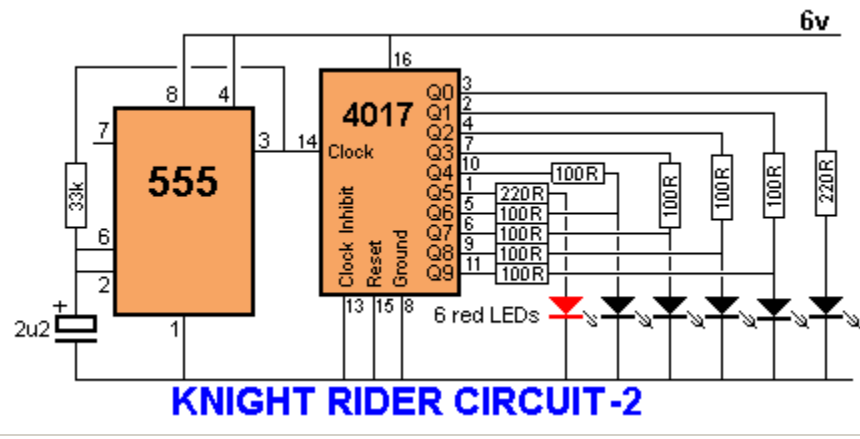 6v
16
8
4
7
3
14
6
2
1
555
33k
2u2
+
4017
Clock
Clock Inhibit
Reset
Ground
13
15
8
Q0
Q1
Q2
Q3
Q4
Q5
Q6
Q7
Q8
Q9
3
2
4
7
10
1
5
6
9
11
100R
220R
100R
100R
100R
100R
100R
100R
100R
220R
6 red LEDs
KNIGHT RIDER CIRCUIT-2